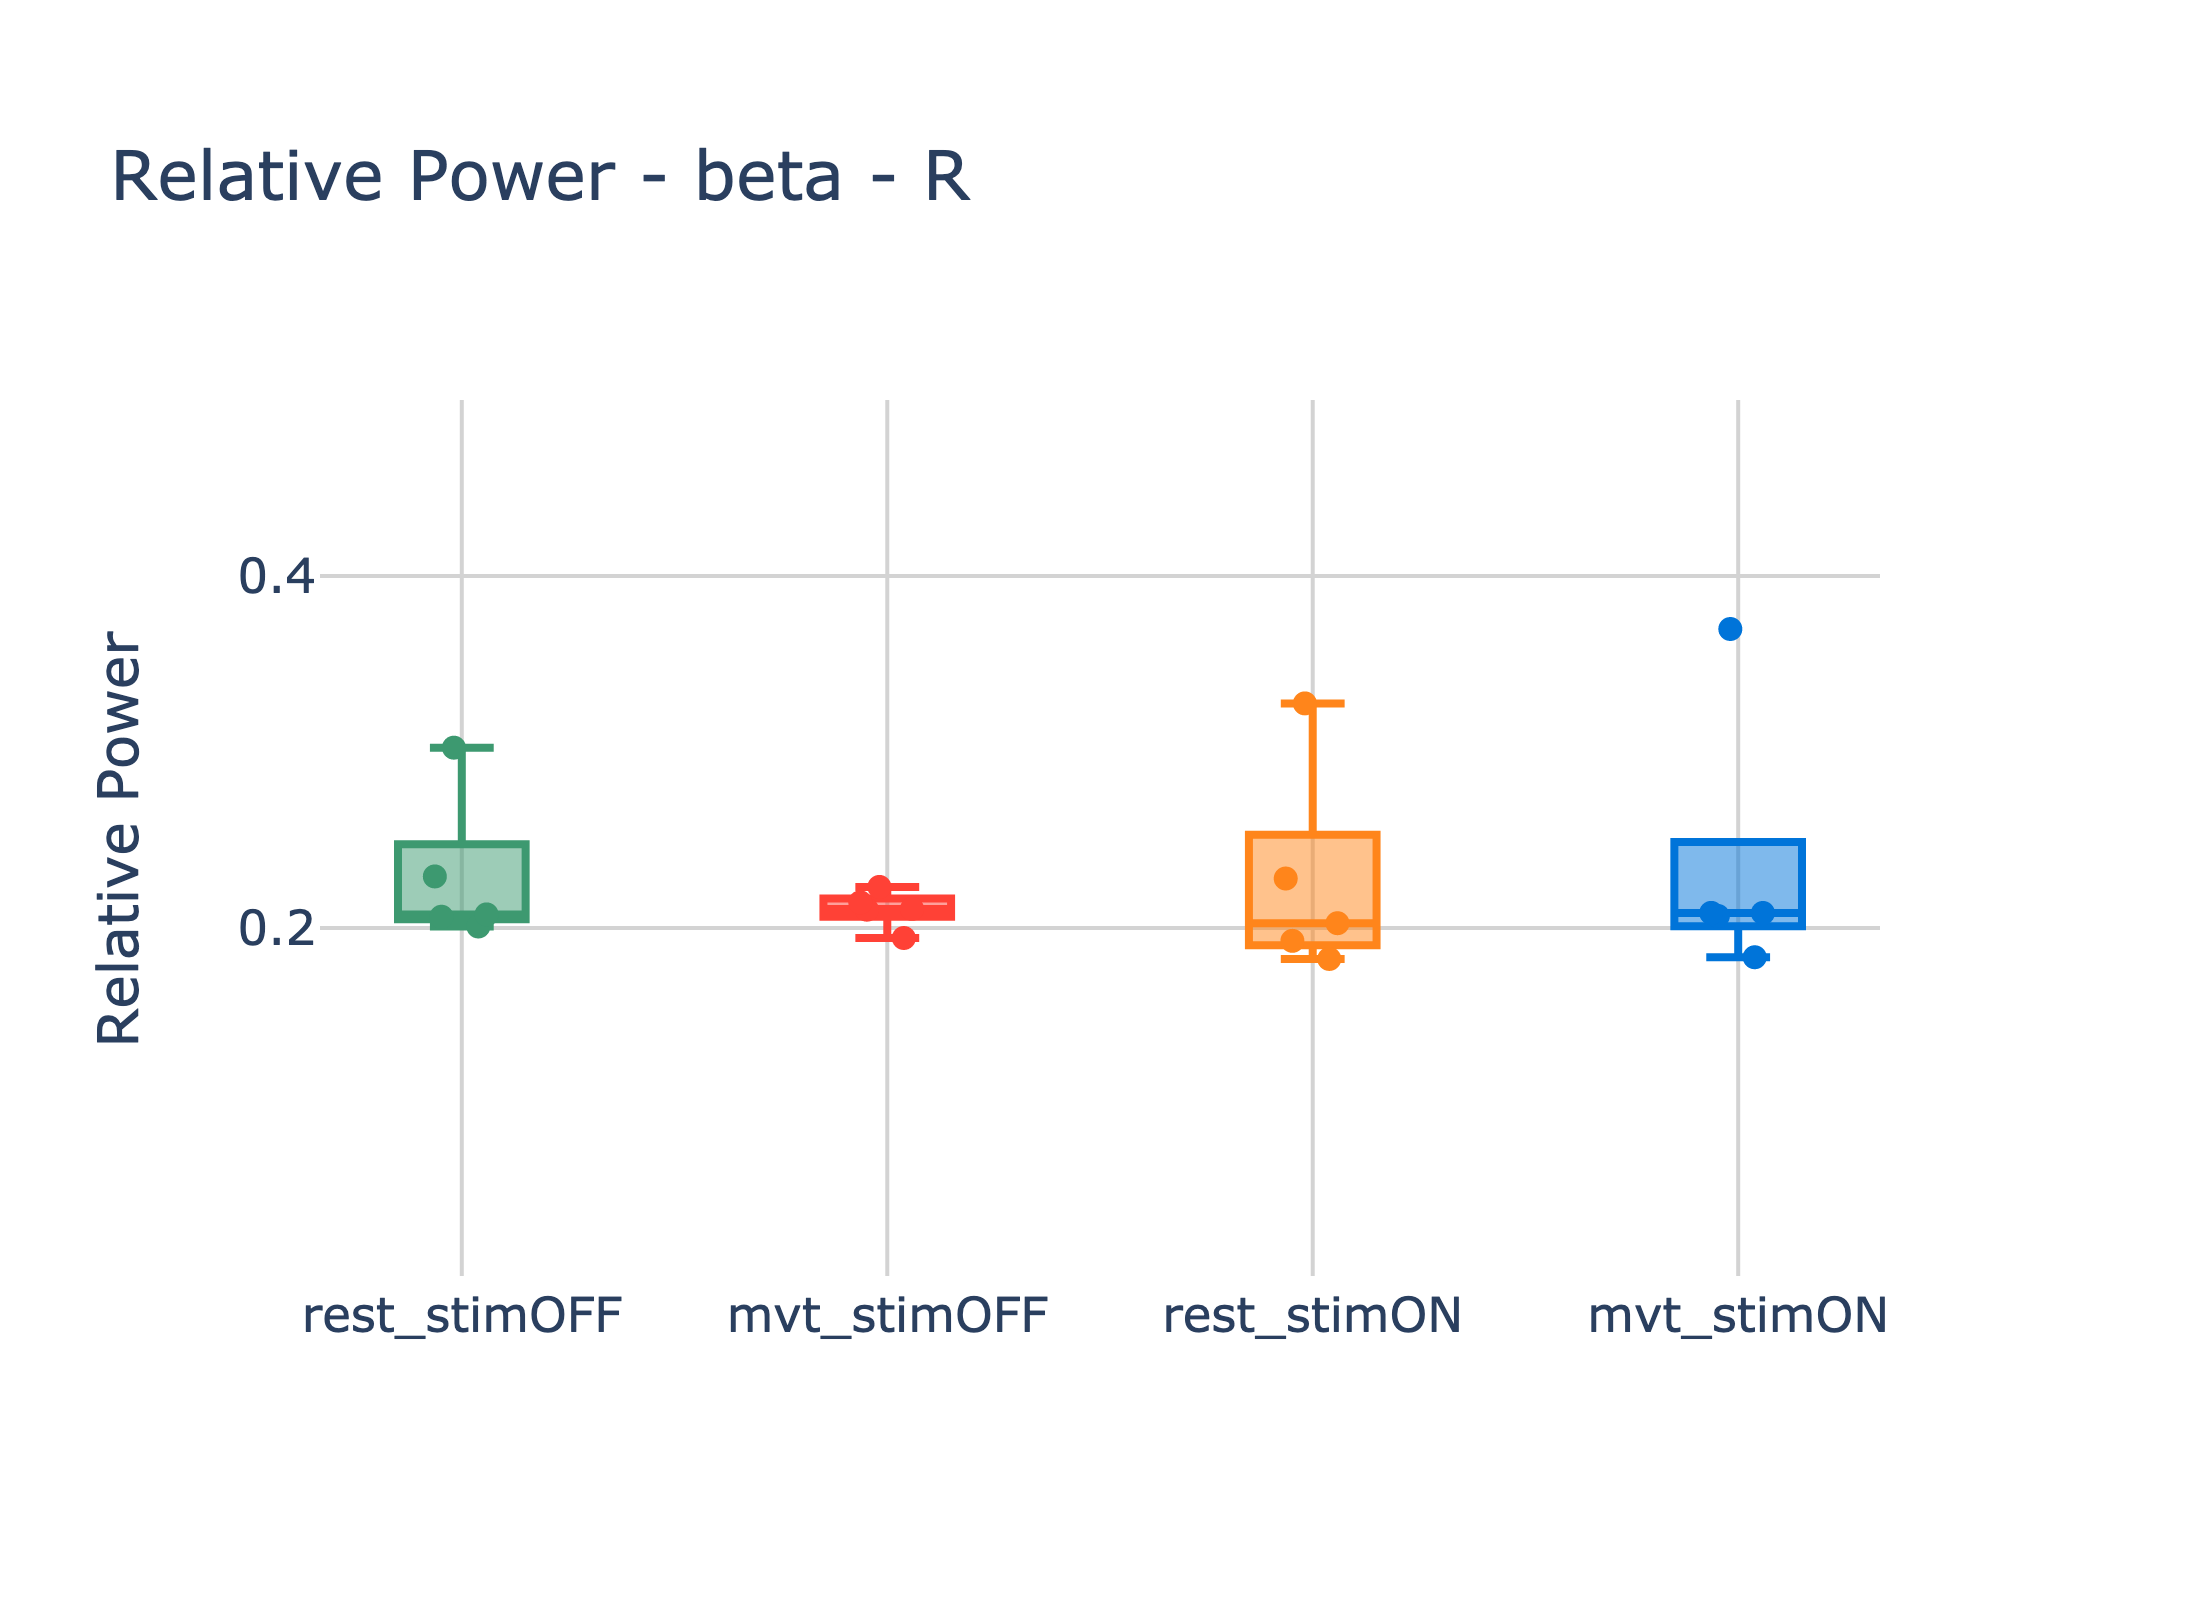 Relative Power - beta - R
Relative Power
0.4
0.2
rest_stimOFF
mvt_stimOFF
rest_stimON
mvt_stimON